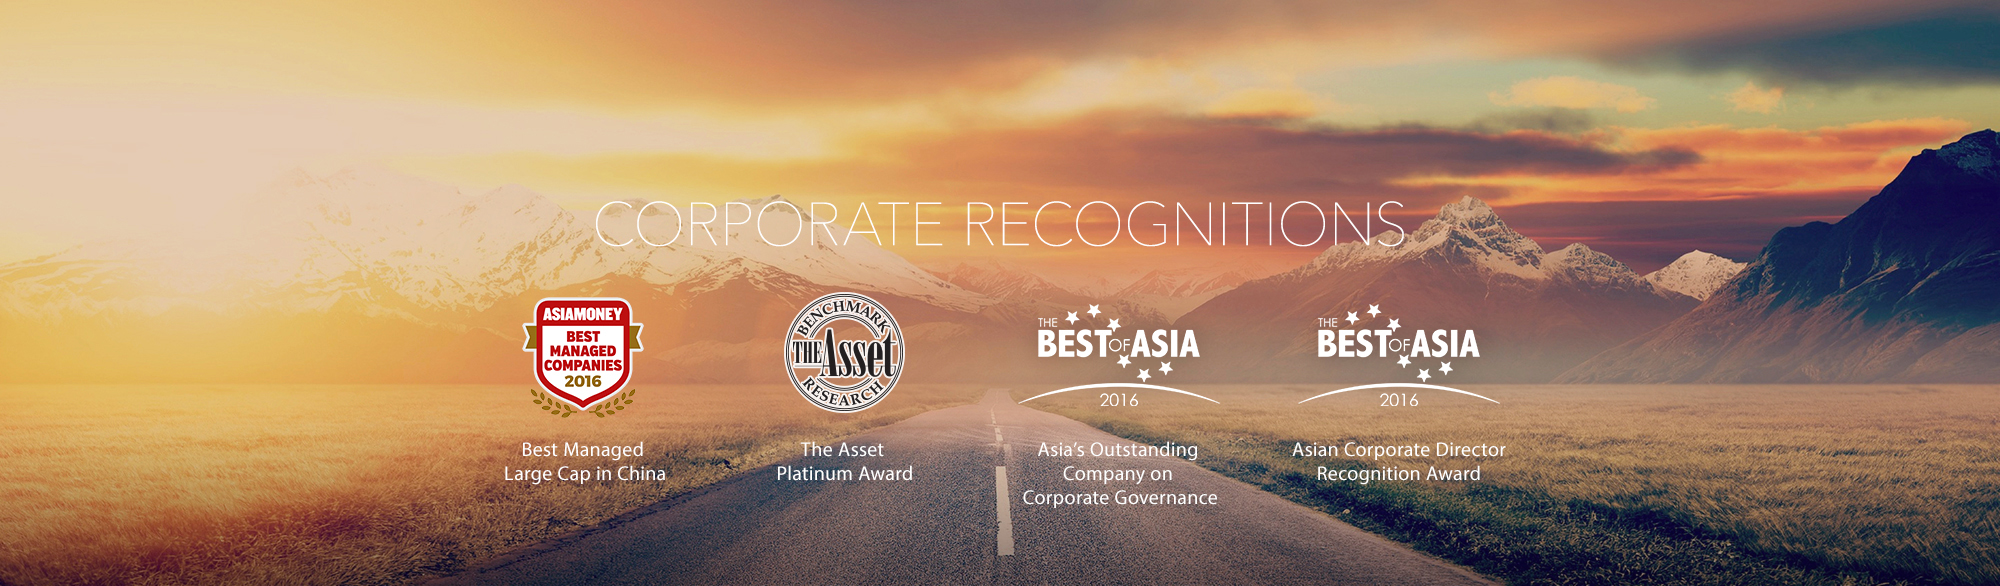 CORPORATE RECOGNITIONS
ASIAMONEY
BEST
MANAGED
COMPANIES
2016
Best Managed
Large Cap in China
BENCHMARK
THE Asset
RESEARCH
The Asset
Platinum Award
THE
BEST OF ASIA
2016
Asia’s Outstanding
Company on
Corporate Governance
THE
BEST OF ASIA
2016
Asian Corporate Director
Recognition Award